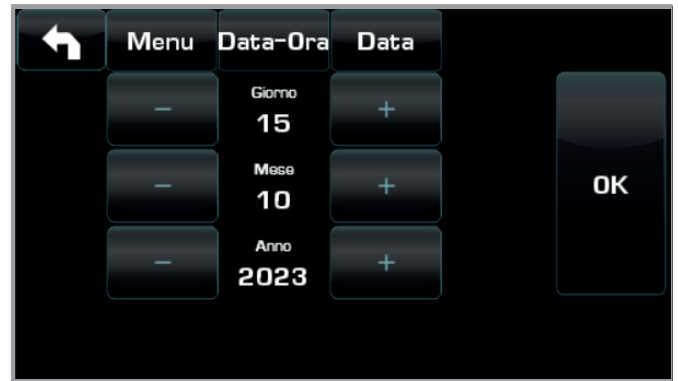 Menu Data-Ora Data
Giorno
- 15 +
Mese
- 10 +
OK
Anno
- 2023 +